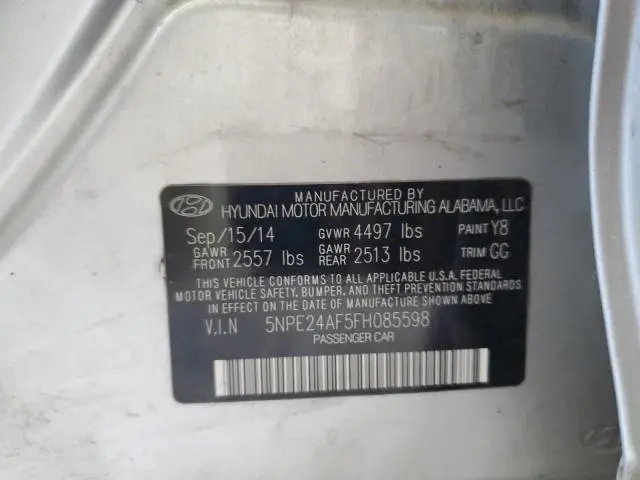 MANUFACTURED BY
HYUNDAI MOTOR MANUFACTURING ALABAMA, LLC
Sep/15/14 GVWR 4497 lbs PAINT Y8
GAWR FRONT 2557 lbs GAWR REAR 2513 lbs TRIM GG
THIS VEHICLE CONFORMS TO ALL APPLICABLE U.S.A. FEDERAL
MOTOR VEHICLE SAFETY, BUMPER, AND THEFT PREVENTION STANDARDS
IN EFFECT ON THE DATE OF MANUFACTURE SHOWN ABOVE.
V.I.N 5NPE24AF5FH085598
PASSENGER CAR